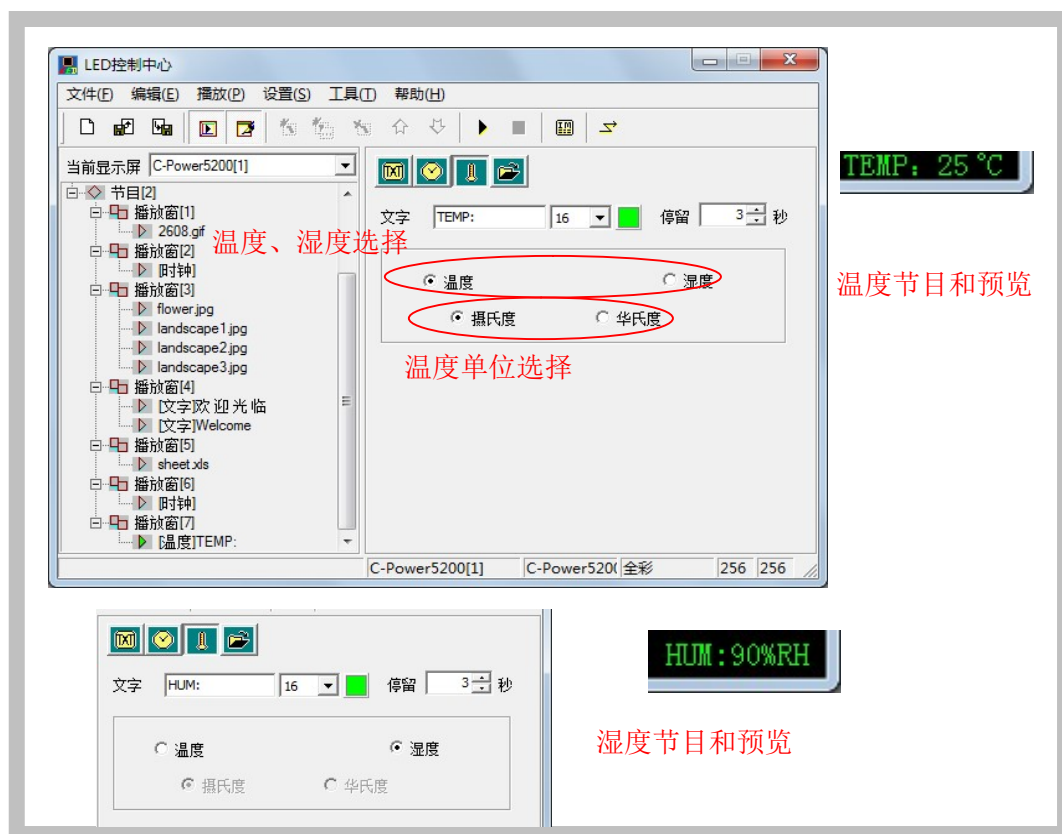 LED控制中心
文件(F) 编辑(E) 播放(P) 设置(S) 工具(T) 帮助(H)
当前显示屏 C-Power5200[1]
节目[2]
播放窗[1]
2608.gif
播放窗[2]
[时钟]
播放窗[3]
flower.jpg
landscape1.jpg
landscape2.jpg
landscape3.jpg
播放窗[4]
[文字]欢迎光临
[文字]Welcome
播放窗[5]
sheet.xls
播放窗[6]
[时钟]
播放窗[7]
[温度]TEMP:
TXT
文字 TEMP: 16 停留 3 秒
温度、湿度选择
温度 湿度
摄氏度 华氏度
温度单位选择
C-Power5200[1] C-Power520( 全彩 256 256
TEMP: 25℃
温度节目和预览
TXT
文字 HUM: 16 停留 3 秒
温度 湿度
摄氏度 华氏度
HUM:90%RH
湿度节目和预览